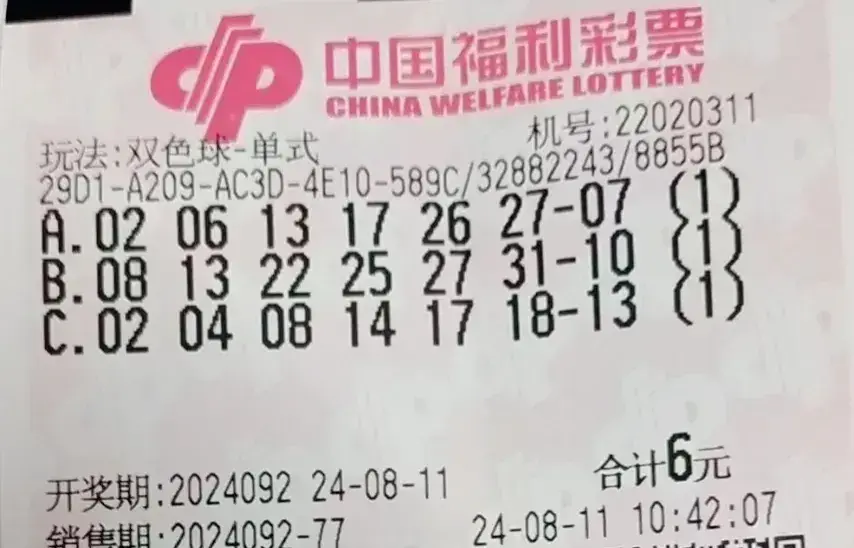 中国福利彩票
CHINA WELFARE LOTTERY
机号:22020311
玩法:双色球-单式
29D1-A209-AC3D-4E10-589C/32882243/8855B
A.02 06 13 17 26 27-07 (1)
B.08 13 22 25 27 31-10 (1)
C.02 04 08 14 17 18-13 (1)
合计6元
开奖期:2024092 24-08-11
销售期:2024092-77 24-08-11 10:42:07